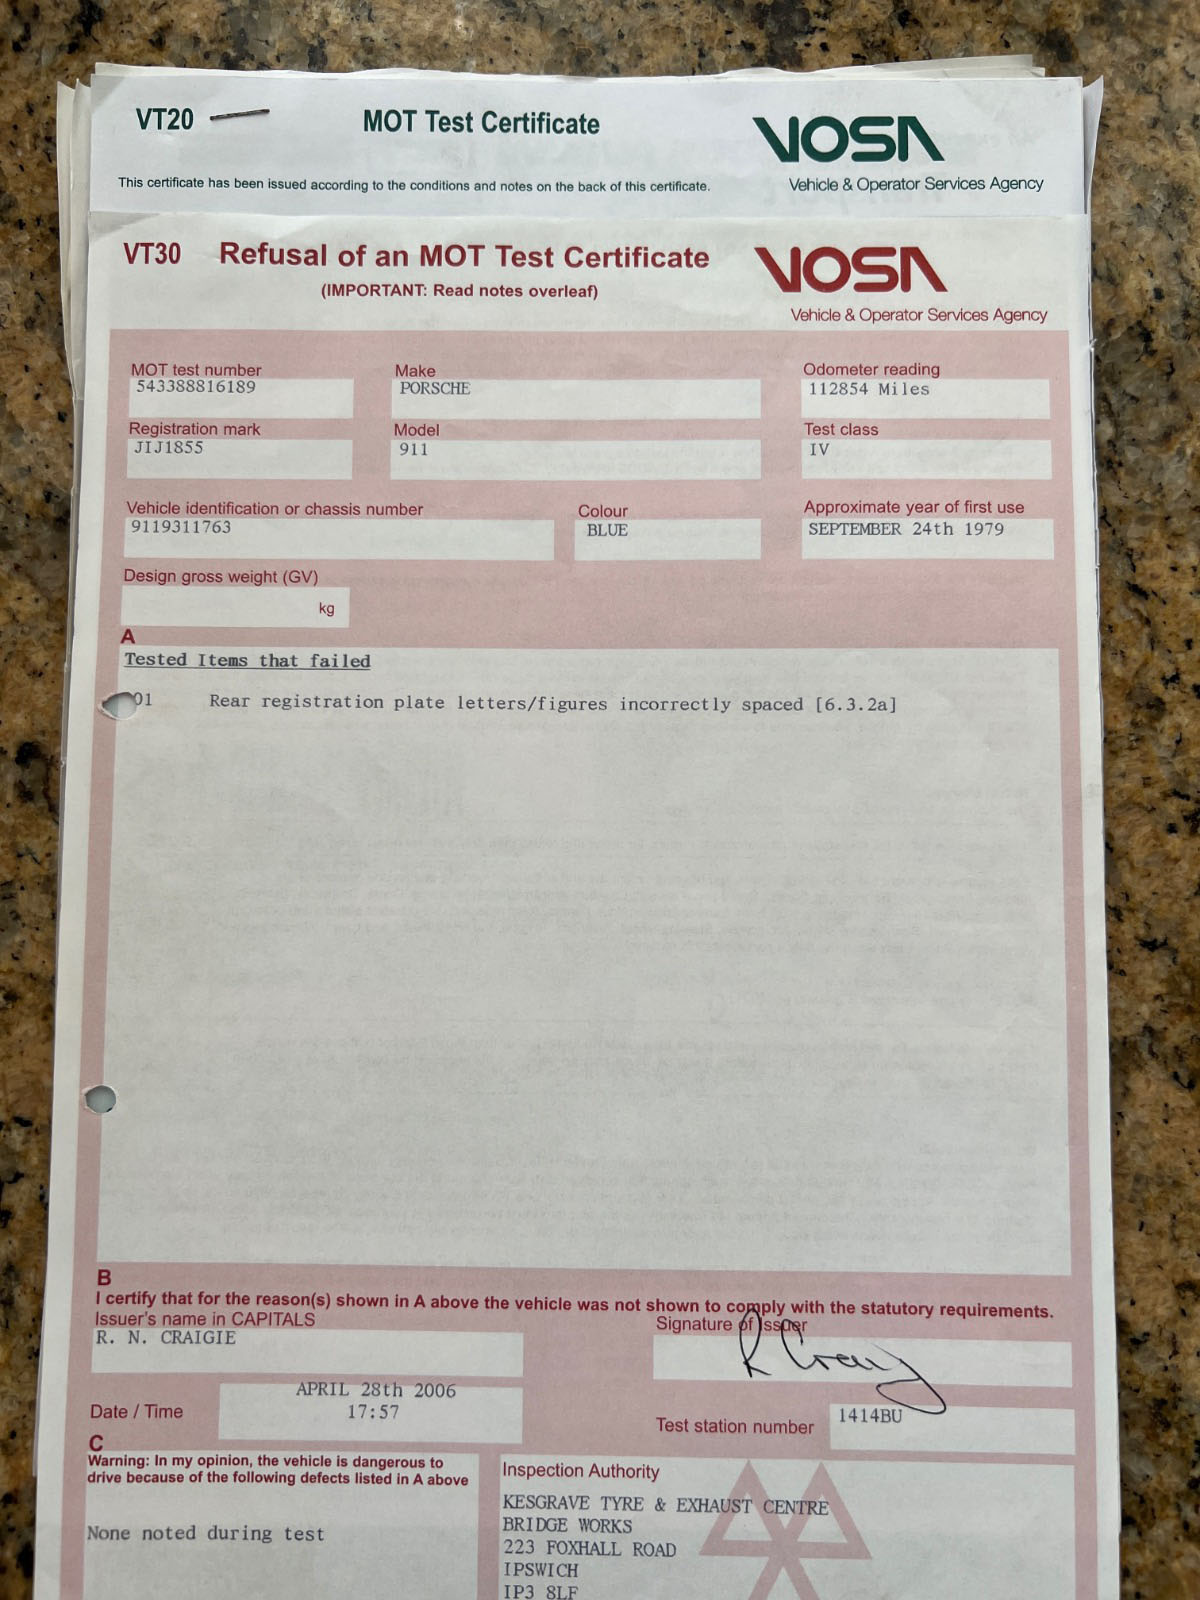 VT20
MOT Test Certificate
VOSA
This certificate has been issued according to the conditions and notes on the back of this certificate.
Vehicle & Operator Services Agency
VT30
Refusal of an MOT Test Certificate
(IMPORTANT: Read notes overleaf)
VOSA
Vehicle & Operator Services Agency
MOT test number
543388816189
Make
PORSCHE
Odometer reading
112854 Miles
Registration mark
JIJ1855
Model
911
Test class
IV
Vehicle identification or chassis number
9119311763
Colour
BLUE
Approximate year of first use
SEPTEMBER 24th 1979
Design gross weight (GV)
kg
A
Tested Items that failed
01 Rear registration plate letters/figures incorrectly spaced [6.3.2a]
B
I certify that for the reason(s) shown in A above the vehicle was not shown to comply with the statutory requirements.
Issuer's name in CAPITALS
R. N. CRAIGIE
Signature of Issuer
Date / Time
APRIL 28th 2006
17:57
Test station number
1414BU
C
Warning: In my opinion, the vehicle is dangerous to
drive because of the following defects listed in A above
None noted during test
Inspection Authority
KESGRAVE TYRE & EXHAUST CENTRE
BRIDGE WORKS
223 FOXHALL ROAD
IPSWICH
IP3 8LF